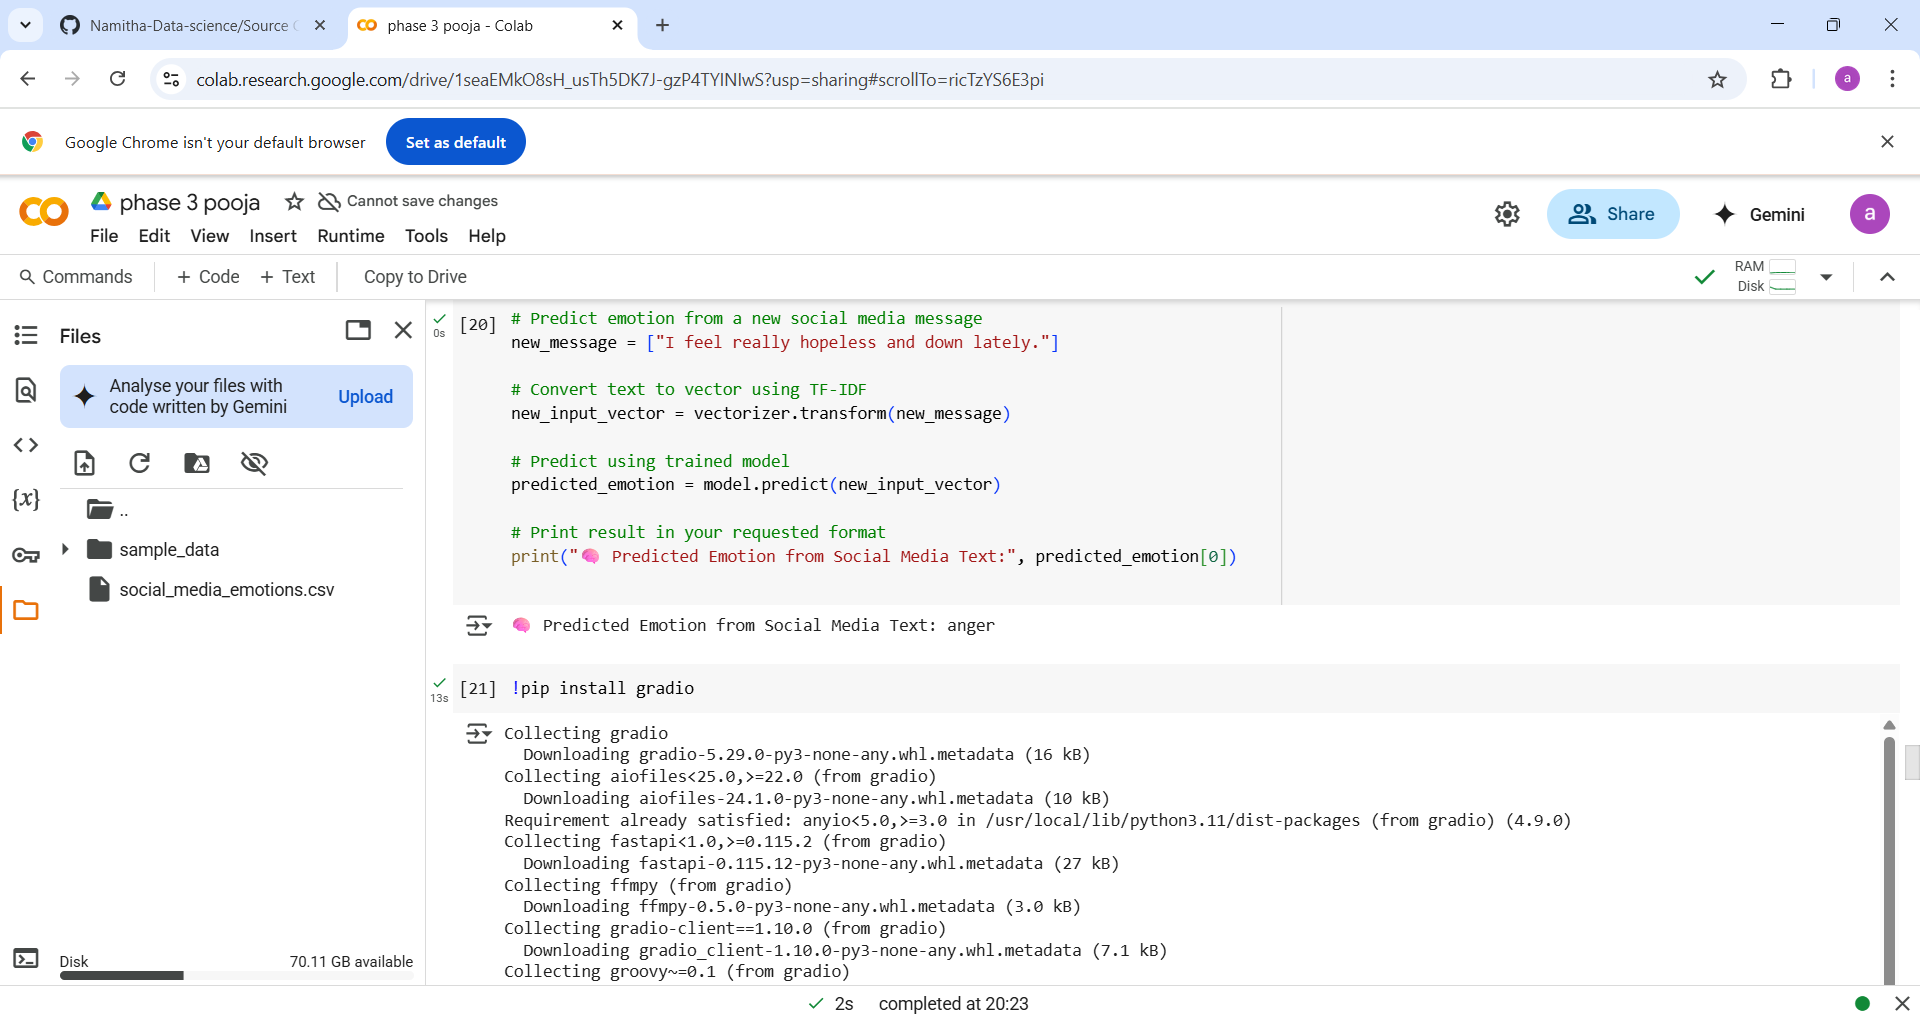 Namitha-Data-science/Source C
phase 3 pooja - Colab
colab.research.google.com/drive/1seaEMkO8sH_usTh5DK7J-gzP4TYINIwS?usp=sharing#scrollTo=ricTzYS6E3pi
a
Google Chrome isn't your default browser
Set as default
phase 3 pooja
Cannot save changes
Share
Gemini
a
File Edit View Insert Runtime Tools Help
Commands
+ Code + Text
Copy to Drive
RAM
Disk
Files
Analyse your files with
code written by Gemini
Upload
{x}
..
sample_data
social_media_emotions.csv
Disk
70.11 GB available
0s
[20]
# Predict emotion from a new social media message
new_message = ["I feel really hopeless and down lately."]
# Convert text to vector using TF-IDF
new_input_vector = vectorizer.transform(new_message)
# Predict using trained model
predicted_emotion = model.predict(new_input_vector)
# Print result in your requested format
print("🧠 Predicted Emotion from Social Media Text:", predicted_emotion[0])
🧠 Predicted Emotion from Social Media Text: anger
13s
[21] !pip install gradio
Collecting gradio
Downloading gradio-5.29.0-py3-none-any.whl.metadata (16 kB)
Collecting aiofiles<25.0,>=22.0 (from gradio)
Downloading aiofiles-24.1.0-py3-none-any.whl.metadata (10 kB)
Requirement already satisfied: anyio<5.0,>=3.0 in /usr/local/lib/python3.11/dist-packages (from gradio) (4.9.0)
Collecting fastapi<1.0,>=0.115.2 (from gradio)
Downloading fastapi-0.115.12-py3-none-any.whl.metadata (27 kB)
Collecting ffmpy (from gradio)
Downloading ffmpy-0.5.0-py3-none-any.whl.metadata (3.0 kB)
Collecting gradio-client==1.10.0 (from gradio)
Downloading gradio_client-1.10.0-py3-none-any.whl.metadata (7.1 kB)
Collecting groovy~=0.1 (from gradio)
2s completed at 20:23